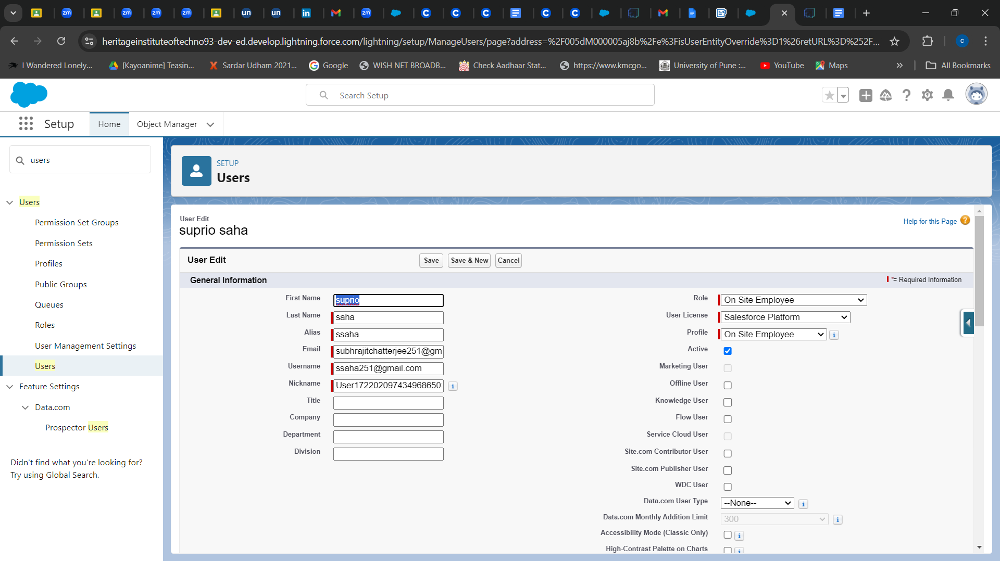 zm
zm
zm
zm
un
un
in
zm
heritageinstituteoftechno93-dev-ed.develop.lightning.force.com/lightning/setup/ManageUsers/page?address=%2F005dM000005aj8b%2Fe%3FisUserEntityOverride%3D1%26retURL%3D%252F...
C
I Wandered Lonely...
[Kayoanime] Teasin...
Sardar Udham 2021...
Google
WISH NET BROADB...
Check Aadhaar Stat...
https://www.kmcgo...
University of Pune :...
YouTube
Maps
All Bookmarks
Search Setup
Setup
Home
Object Manager
users
SETUP
Users
Users
Permission Set Groups
Permission Sets
Profiles
Public Groups
Queues
Roles
User Management Settings
Users
Feature Settings
Data.com
Prospector Users
Didn't find what you're looking for?
Try using Global Search.
User Edit
suprio saha
Help for this Page
User Edit
Save
Save & New
Cancel
General Information
= Required Information
First Name suprio
Last Name saha
Alias ssaha
Email subhrajitchatterjee251@gm
Username ssaha251@gmail.com
Nickname User172202097434968650
Title
Company
Department
Division
Role On Site Employee
User License Salesforce Platform
Profile On Site Employee
Active
Marketing User
Offline User
Knowledge User
Flow User
Service Cloud User
Site.com Contributor User
Site.com Publisher User
WDC User
Data.com User Type --None--
Data.com Monthly Addition Limit 300
Accessibility Mode (Classic Only)
High-Contrast Palette on Charts